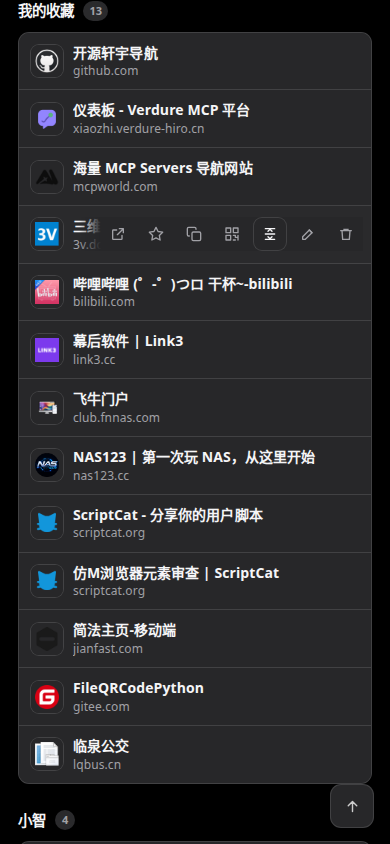 我的收藏 13
开源轩宇导航
github.com
仪表板 - Verdure MCP 平台
xiaozhi.verdure-hiro.cn
海量 MCP Servers 导航网站
mcpworld.com
3V 三维
3v.d
哔哩哔哩 (゜-゜)つロ 干杯~-bilibili
bilibili.com
LINK3 幕后软件 | Link3
link3.cc
飞牛门户
club.fnnas.com
NAS NAS123 | 第一次玩 NAS，从这里开始
nas123.cc
ScriptCat - 分享你的用户脚本
scriptcat.org
仿M浏览器元素审查 | ScriptCat
scriptcat.org
简法主页-移动端
jianfast.com
G FileQRCodePython
gitee.com
临泉公交
lqbus.cn
小智 4